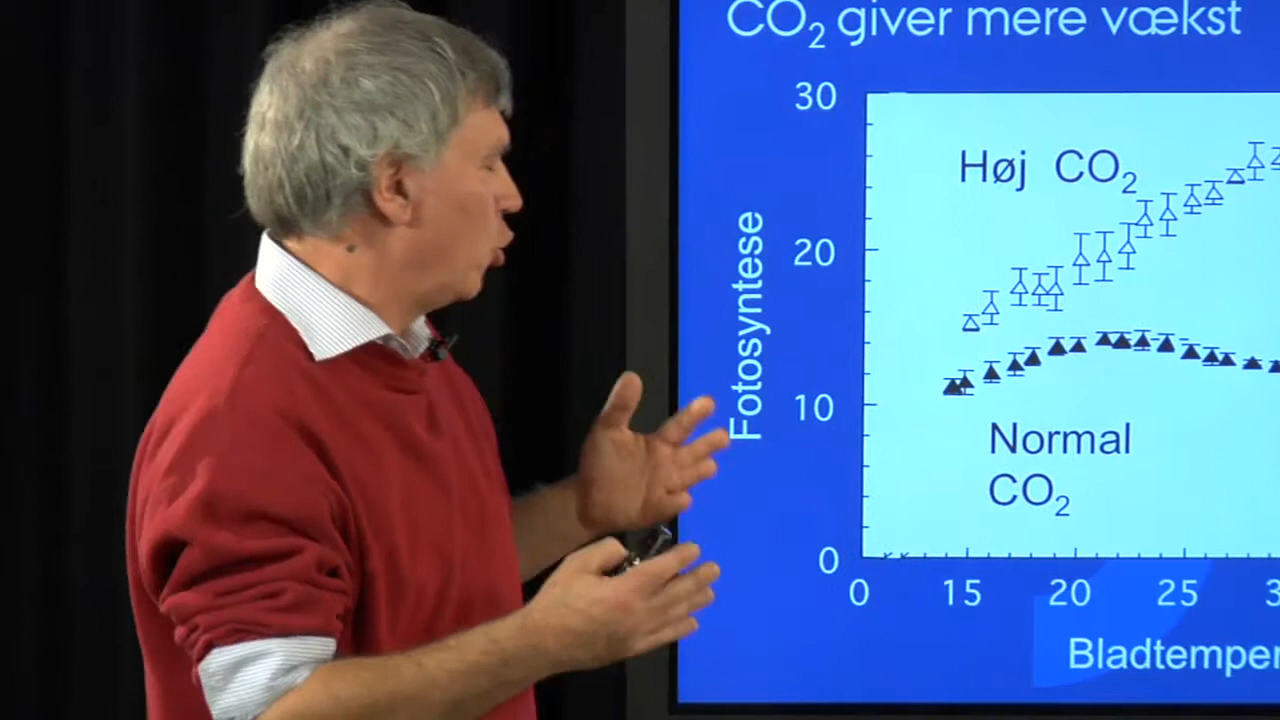 CO₂ giver mere vækst
30
Høj CO₂
20
Fotosyntese
10
Normal
CO₂
0
0 15 20 25